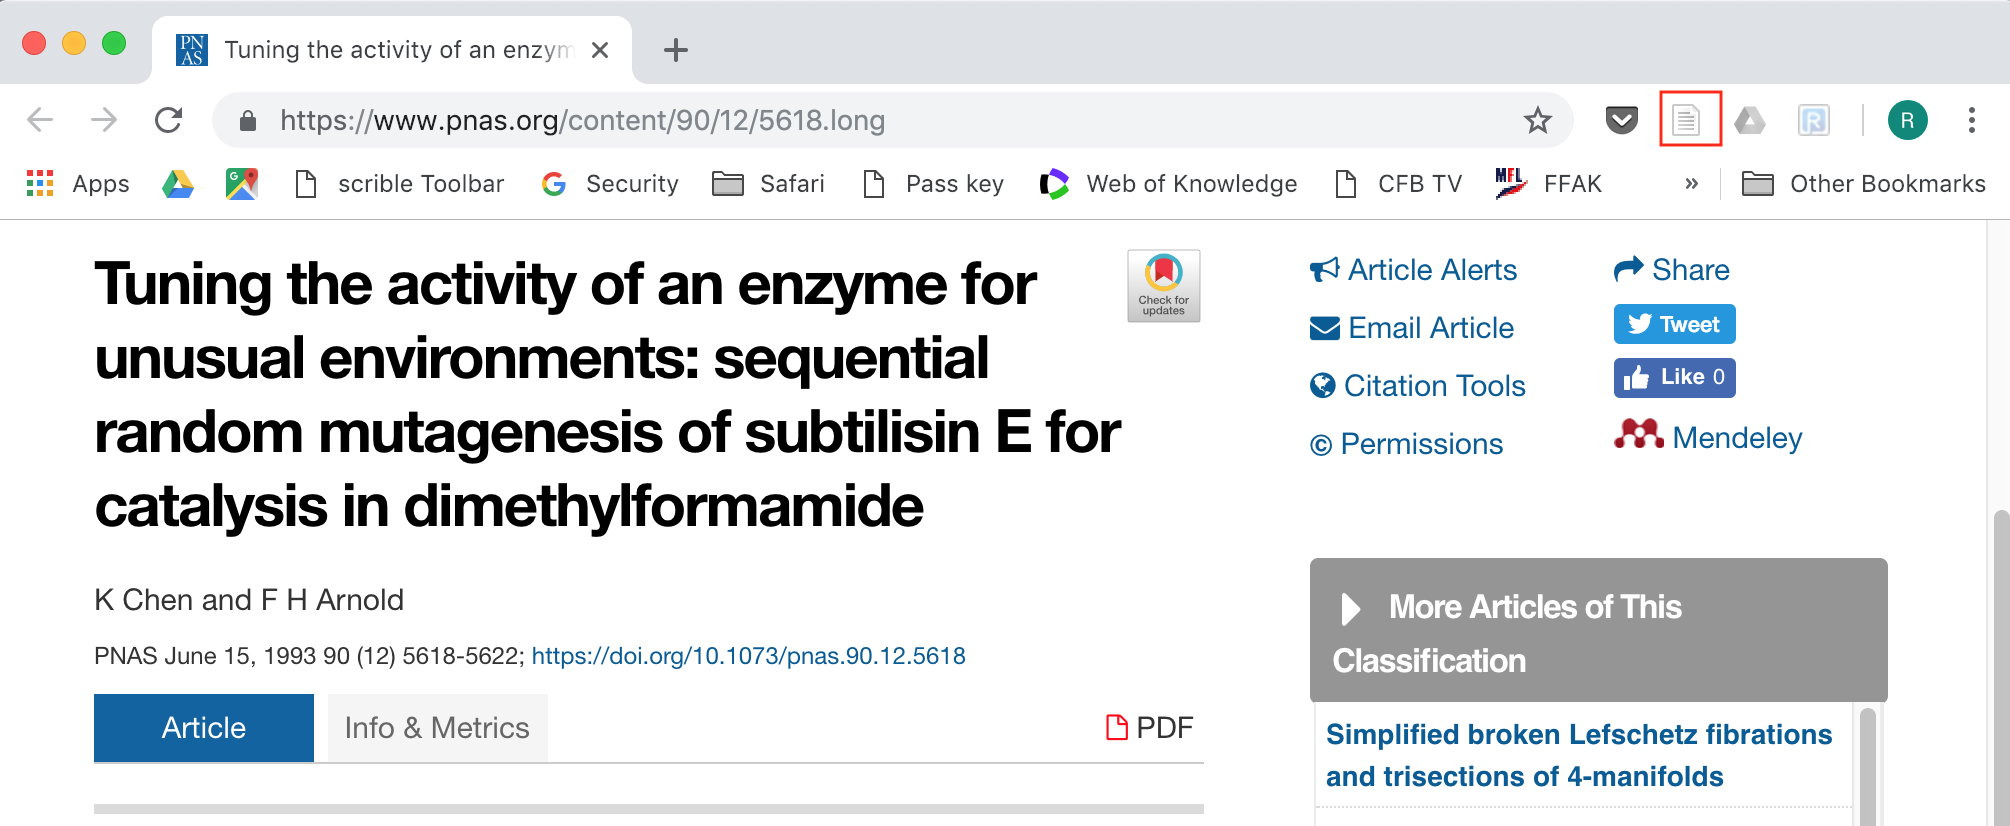 PN
AS
Tuning the activity of an enzym
https://www.pnas.org/content/90/12/5618.long
R
R
Apps
G
scrible Toolbar
G
Security
Safari
Pass key
Web of Knowledge
CFB TV
MFL
FFAK
»
Other Bookmarks
Tuning the activity of an enzyme for
unusual environments: sequential
random mutagenesis of subtilisin E for
catalysis in dimethylformamide
Check for
updates
K Chen and F H Arnold
PNAS June 15, 1993 90 (12) 5618-5622; https://doi.org/10.1073/pnas.90.12.5618
Article
Info & Metrics
PDF
Article Alerts
Email Article
Citation Tools
© Permissions
Share
Tweet
Like 0
Mendeley
More Articles of This
Classification
Simplified broken Lefschetz fibrations
and trisections of 4-manifolds